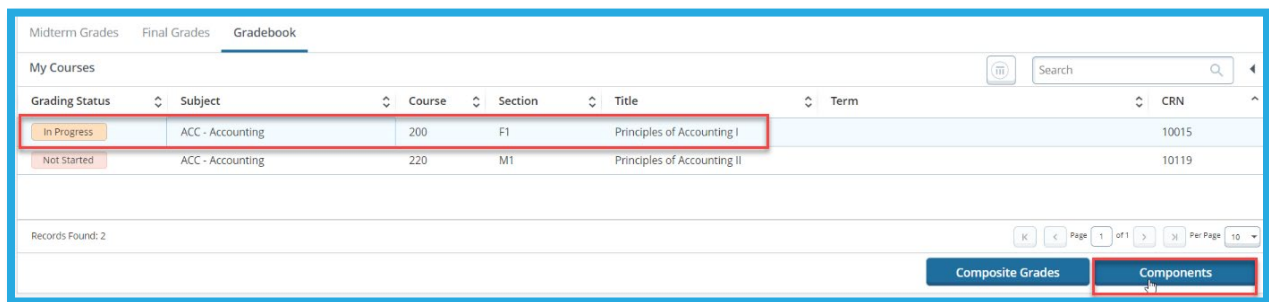 Midterm Grades Final Grades Gradebook
My Courses Search
Grading Status Subject Course Section Title Term CRN
In Progress ACC - Accounting 200 F1 Principles of Accounting I 10015
Not Started ACC - Accounting 220 M1 Principles of Accounting II 10119
Records Found: 2 Page 1 of 1 Per Page 10
Composite Grades Components